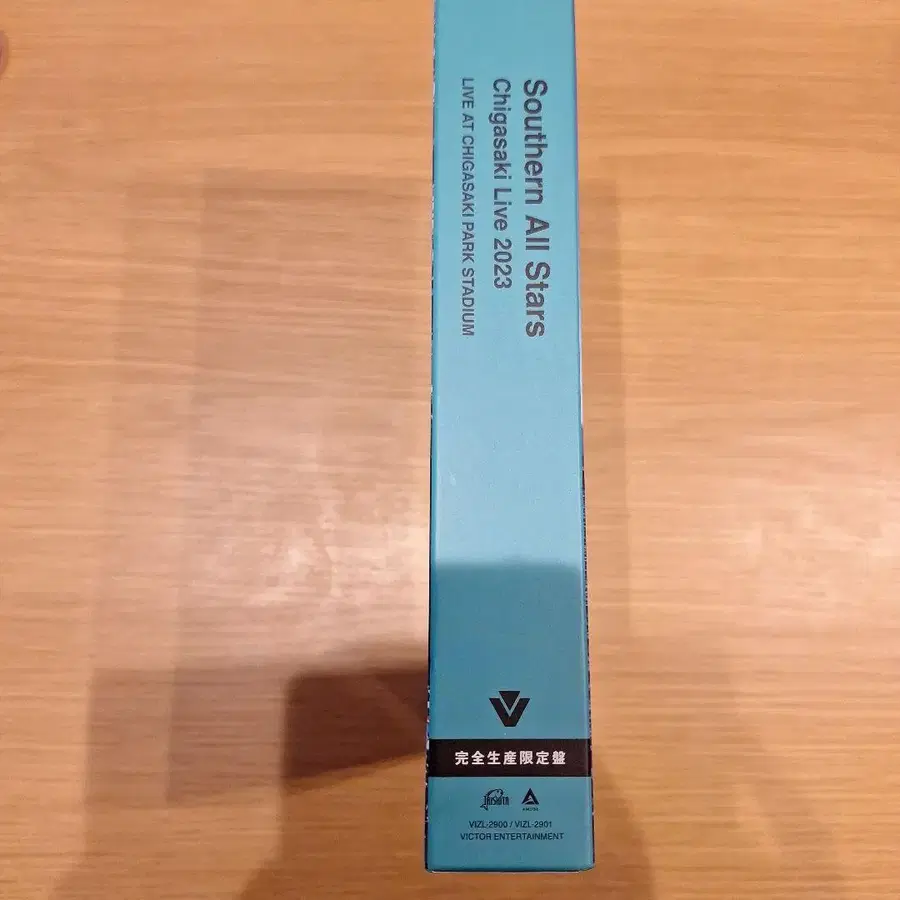 Southern All Stars
Chigasaki Live 2023
LIVE AT CHIGASAKI PARK STADIUM
完全生産限定盤
TAISHITA
VIZL-2900 / VIZL-2901
VICTOR ENTERTAINMENT